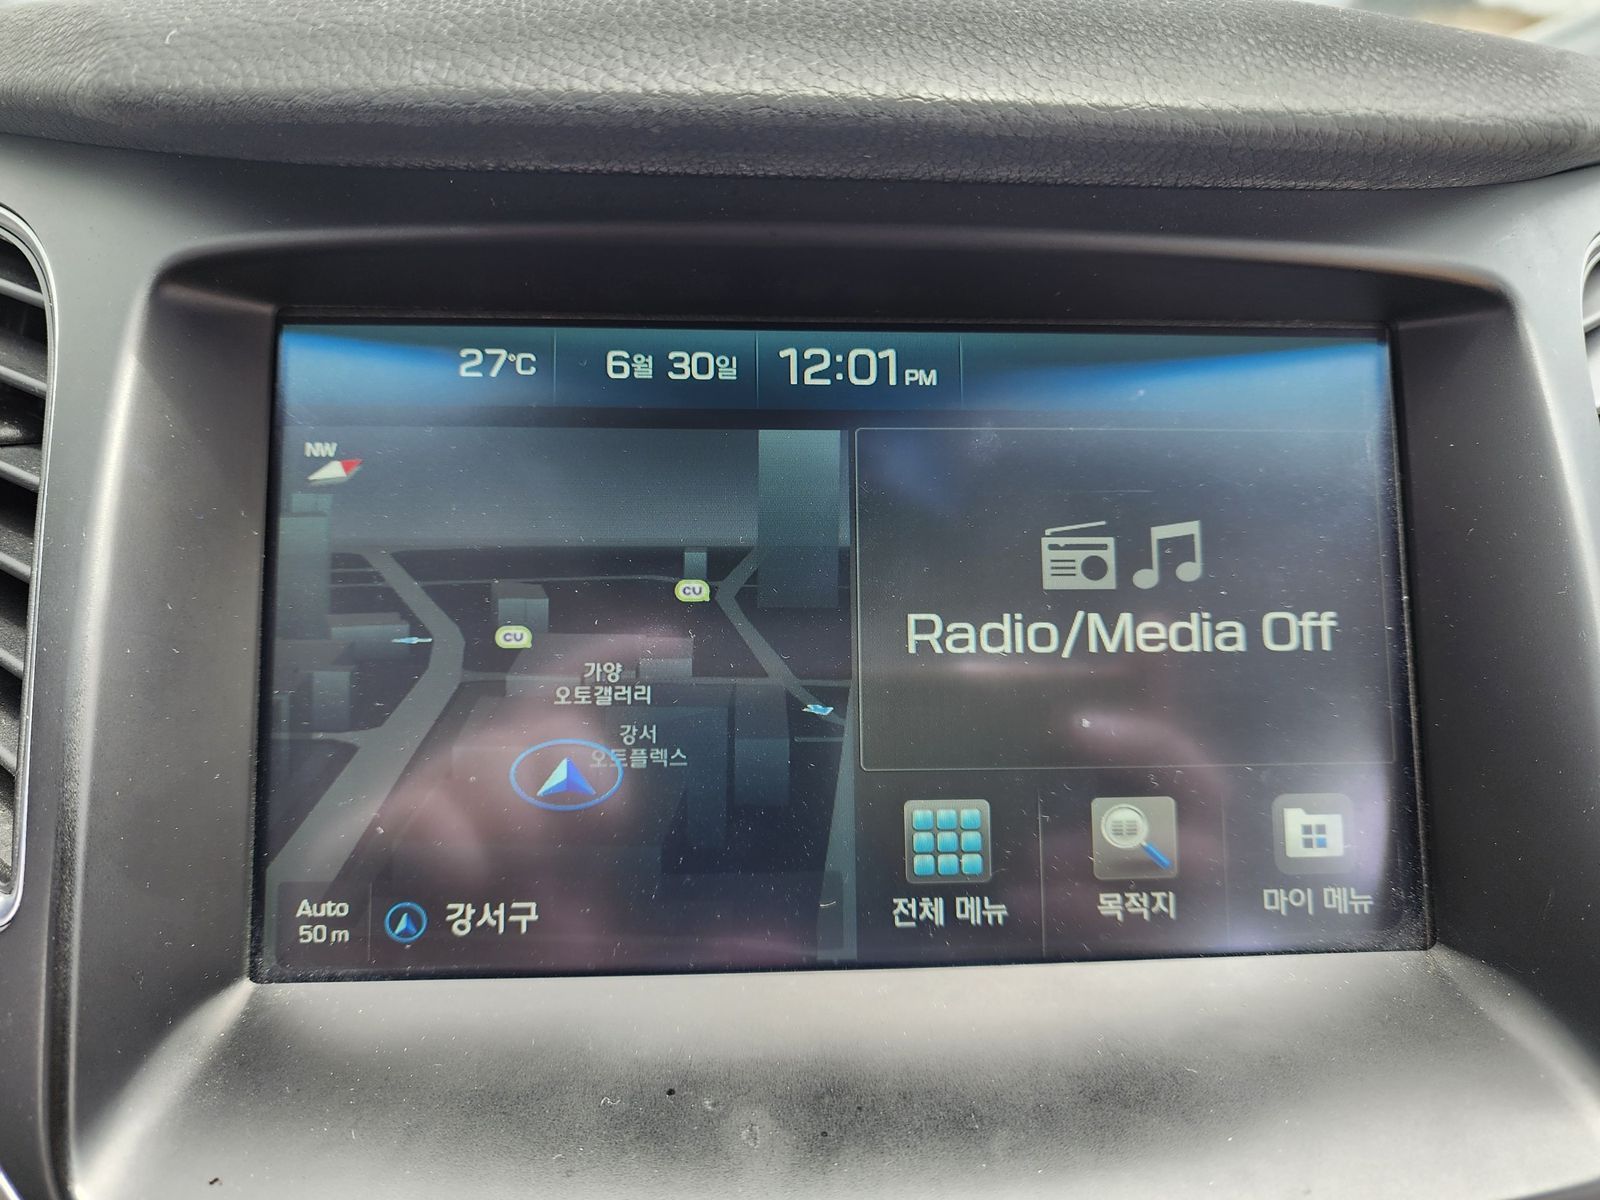 27°C 6월 30일 12:01 PM
NW
CU
CU
가양
오토갤러리
강서
오토플렉스
Auto
50 m
강서구
Radio/Media Off
전체 메뉴
목적지
마이 메뉴